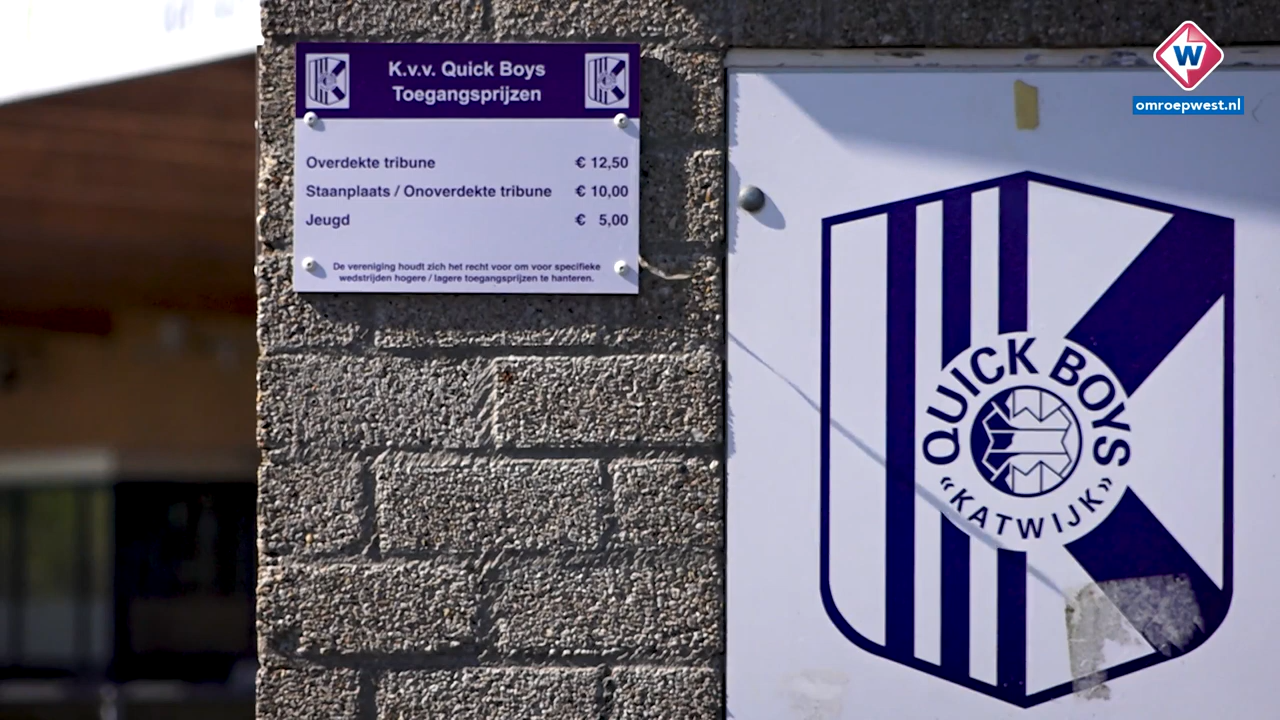 K.v.v. Quick Boys
Toegangsprijzen
Overdekte tribune € 12,50
Staanplaats / Onoverdekte tribune € 10,00
Jeugd € 5,00
De vereniging houdt zich het recht voor om voor specifieke
wedstrijden hogere / lagere toegangsprijzen te hanteren.
W
omroepwest.nl
QUICK BOYS
«KATWIJK»